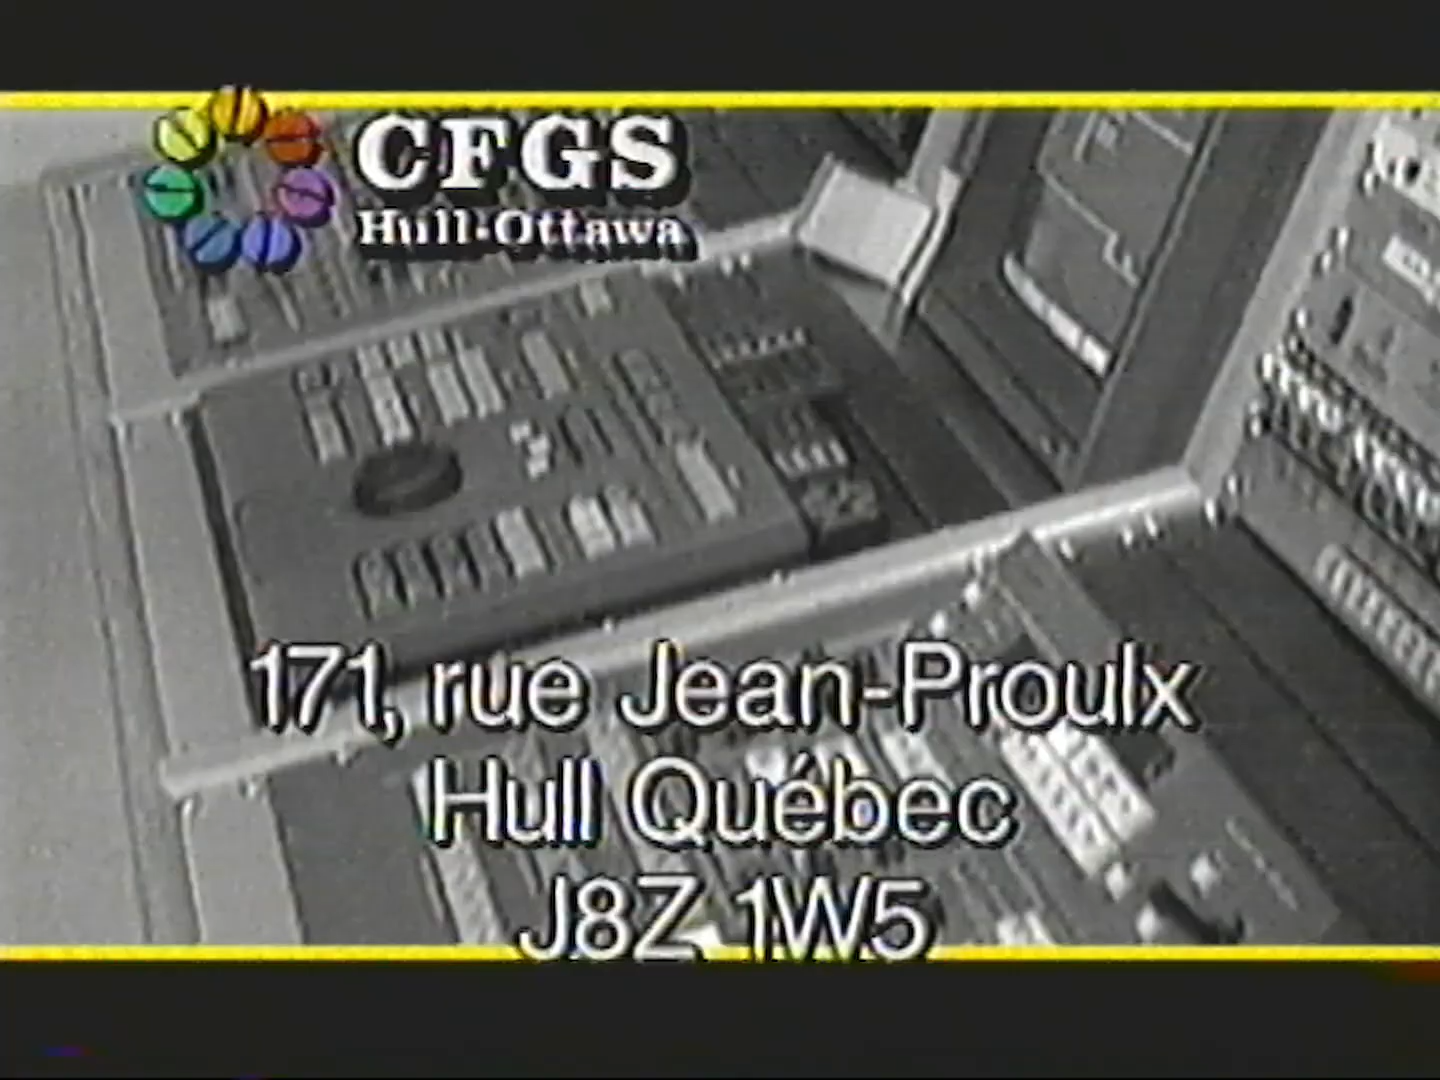 CFGS
Hull-Ottawa
171, rue Jean-Proulx
Hull Québec
J8Z 1W5